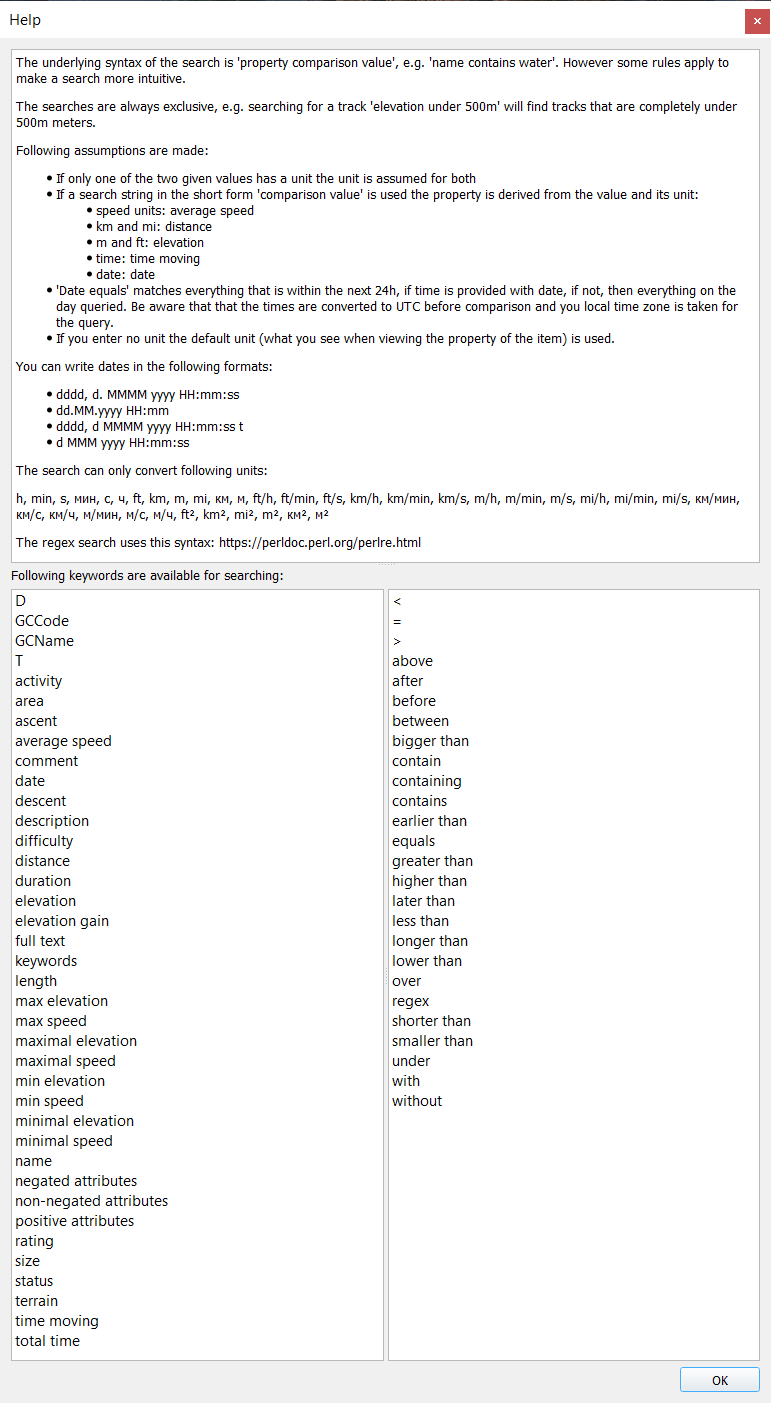 Help
The underlying syntax of the search is 'property comparison value', e.g. 'name contains water'. However some rules apply to
make a search more intuitive.
The searches are always exclusive, e.g. searching for a track 'elevation under 500m' will find tracks that are completely under
500m meters.
Following assumptions are made:
• If only one of the two given values has a unit the unit is assumed for both
• If a search string in the short form 'comparison value' is used the property is derived from the value and its unit:
• speed units: average speed
• km and mi: distance
• m and ft: elevation
• time: time moving
• date: date
• 'Date equals' matches everything that is within the next 24h, if time is provided with date, if not, then everything on the
day queried. Be aware that that the times are converted to UTC before comparison and you local time zone is taken for
the query.
• If you enter no unit the default unit (what you see when viewing the property of the item) is used.
You can write dates in the following formats:
• dddd, d. MMMM yyyy HH:mm:ss
• dd.MM.yyyy HH:mm
• dddd, d MMMM yyyy HH:mm:ss t
• d MMM yyyy HH:mm:ss
The search can only convert following units:
h, min, s, мин, с, ч, ft, km, m, mi, км, м, ft/h, ft/min, ft/s, km/h, km/min, km/s, m/h, m/min, m/s, mi/h, mi/min, mi/s, км/мин,
км/с, км/ч, м/мин, м/с, м/ч, ft², km², mi², m², км², м²
The regex search uses this syntax: https://perldoc.perl.org/perlre.html
Following keywords are available for searching:
D
GCCode
GCName
T
activity
area
ascent
average speed
comment
date
descent
description
difficulty
distance
duration
elevation
elevation gain
full text
keywords
length
max elevation
max speed
maximal elevation
maximal speed
min elevation
min speed
minimal elevation
minimal speed
name
negated attributes
non-negated attributes
positive attributes
rating
size
status
terrain
time moving
total time
<
=
>
above
after
before
between
bigger than
contain
containing
contains
earlier than
equals
greater than
higher than
later than
less than
longer than
lower than
over
regex
shorter than
smaller than
under
with
without
OK